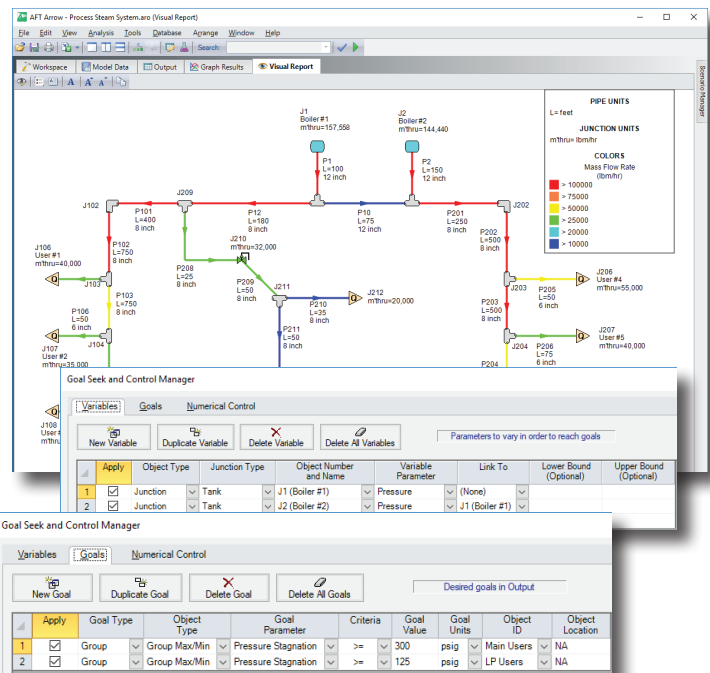 AFT Arrow - Process Steam System.aro (Visual Report)
File Edit View Analysis Tools Database Arrange Window Help
Search:
Workspace Model Data Output Graph Results Visual Report
Scenario Manager
PIPE UNITS
L= feet
JUNCTION UNITS
m'thru= lbm/hr
COLORS
Mass Flow Rate
(lbm/hr)
> 100000
> 75000
> 50000
> 25000
> 20000
> 10000
J1
Boiler #1
m'thru=157,558
J2
Boiler #2
m'thru=144,440
P1
L=100
12 inch
P2
L=150
12 inch
J209
J102
J202
P101
L=400
8 inch
P12
L=180
8 inch
P10
L=75
12 inch
P201
L=250
8 inch
J106
User #1
m'thru=40,000
P102
L=750
8 inch
J210
m'thru=32,000
P208
L=25
8 inch
P202
L=500
8 inch
J206
User #4
m'thru=55,000
J103
P209
L=50
8 inch
J211
P210
L=35
8 inch
J212
m'thru=20,000
J203
P205
L=50
6 inch
P103
L=750
8 inch
P106
L=50
6 inch
P203
L=500
8 inch
J207
User #5
m'thru=40,000
J104
P211
L=50
8 inch
J204
P206
L=75
6 inch
J107
User #2
m'thru=35,000
P204
J108
Goal Seek and Control Manager
Variables Goals Numerical Control
New Variable Duplicate Variable Delete Variable Delete All Variables Parameters to vary in order to reach goals
Apply Object Type Junction Type Object Number and Name Variable Parameter Link To Lower Bound (Optional) Upper Bound (Optional)
1 Junction Tank J1 (Boiler #1) Pressure (None)
2 Junction Tank J2 (Boiler #2) Pressure J1 (Boiler #1)
Goal Seek and Control Manager
Variables Goals Numerical Control
New Goal Duplicate Goal Delete Goal Delete All Goals Desired goals in Output
Apply Goal Type Object Type Goal Parameter Criteria Goal Value Goal Units Object ID Object Location
1 Group Group Max/Min Pressure Stagnation >= 300 psig Main Users NA
2 Group Group Max/Min Pressure Stagnation >= 125 psig LP Users NA